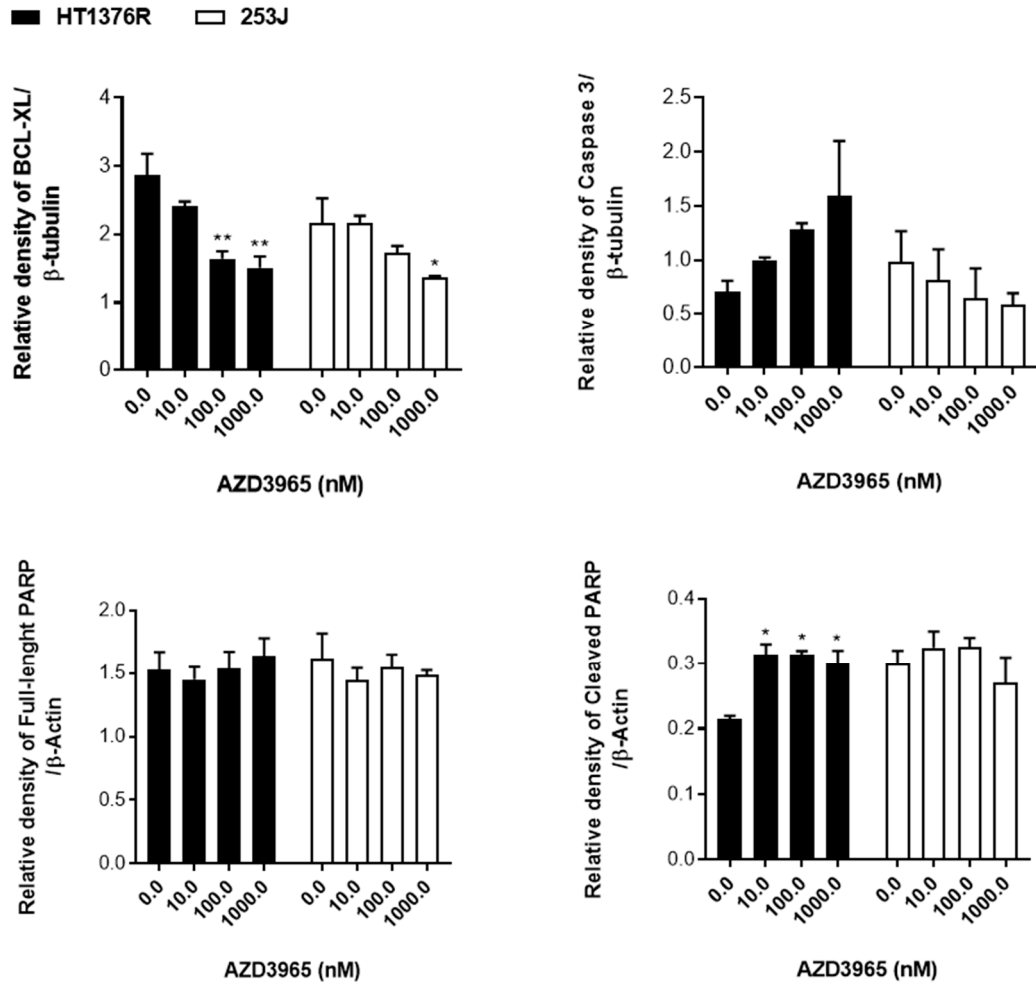 HT1376R 253J
Relative density of BCL-XL/
β-tubulin
4
3
2
1
0
** ** *
0.0 10.0 100.0 1000.0 0.0 10.0 100.0 1000.0
AZD3965 (nM)
Relative density of Caspase 3/
β-tubulin
2.5
2.0
1.5
1.0
0.5
0.0
0.0 10.0 100.0 1000.0 0.0 10.0 100.0 1000.0
AZD3965 (nM)
Relative density of Full-lenght PARP
/β-Actin
2.0
1.5
1.0
0.5
0.0
0.0 10.0 100.0 1000.0 0.0 10.0 100.0 1000.0
AZD3965 (nM)
Relative density of Cleaved PARP
/β-Actin
0.4
0.3
0.2
0.1
0.0
* * *
0.0 10.0 100.0 1000.0 0.0 10.0 100.0 1000.0
AZD3965 (nM)